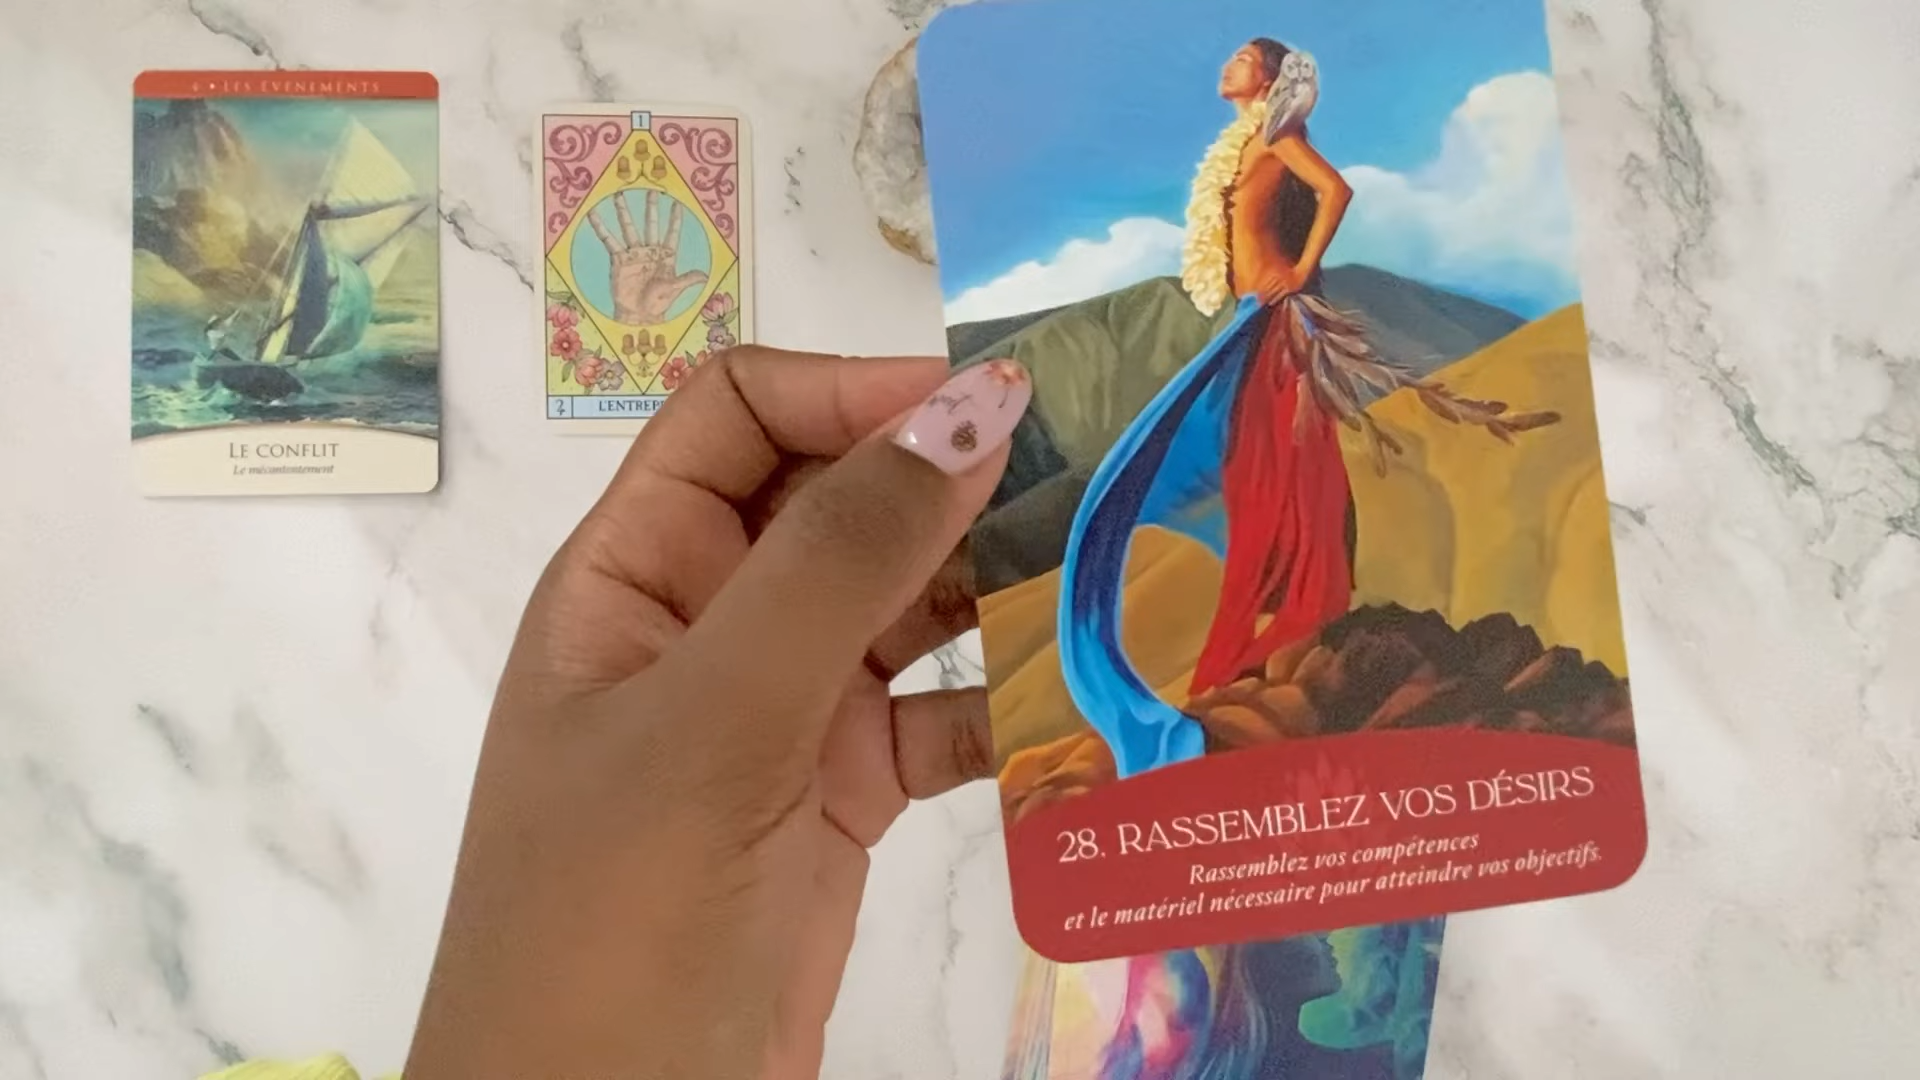 4 • LES ÉVÉNEMENTS
LE CONFLIT
Le mécontentement
1
L'ENTREPR
28. RASSEMBLEZ VOS DÉSIRS
Rassemblez vos compétences
et le matériel nécessaire pour atteindre vos objectifs.